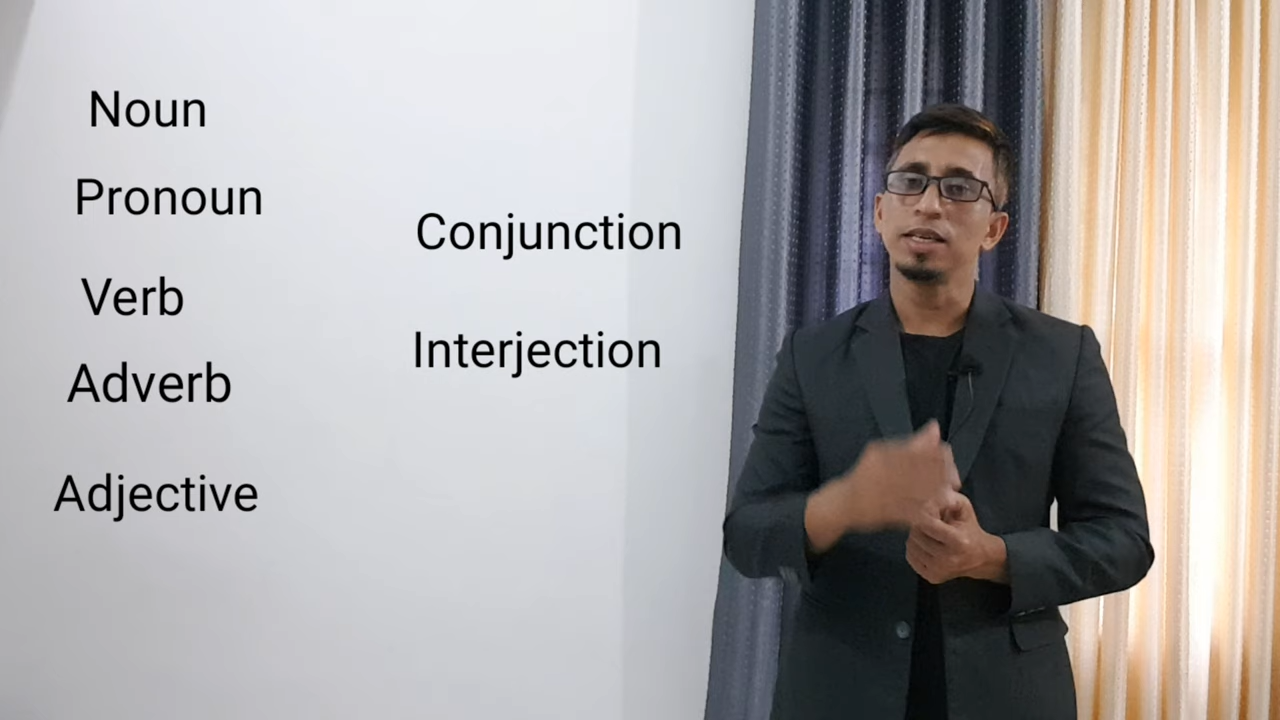 Noun
Pronoun
Verb
Adverb
Adjective
Conjunction
Interjection